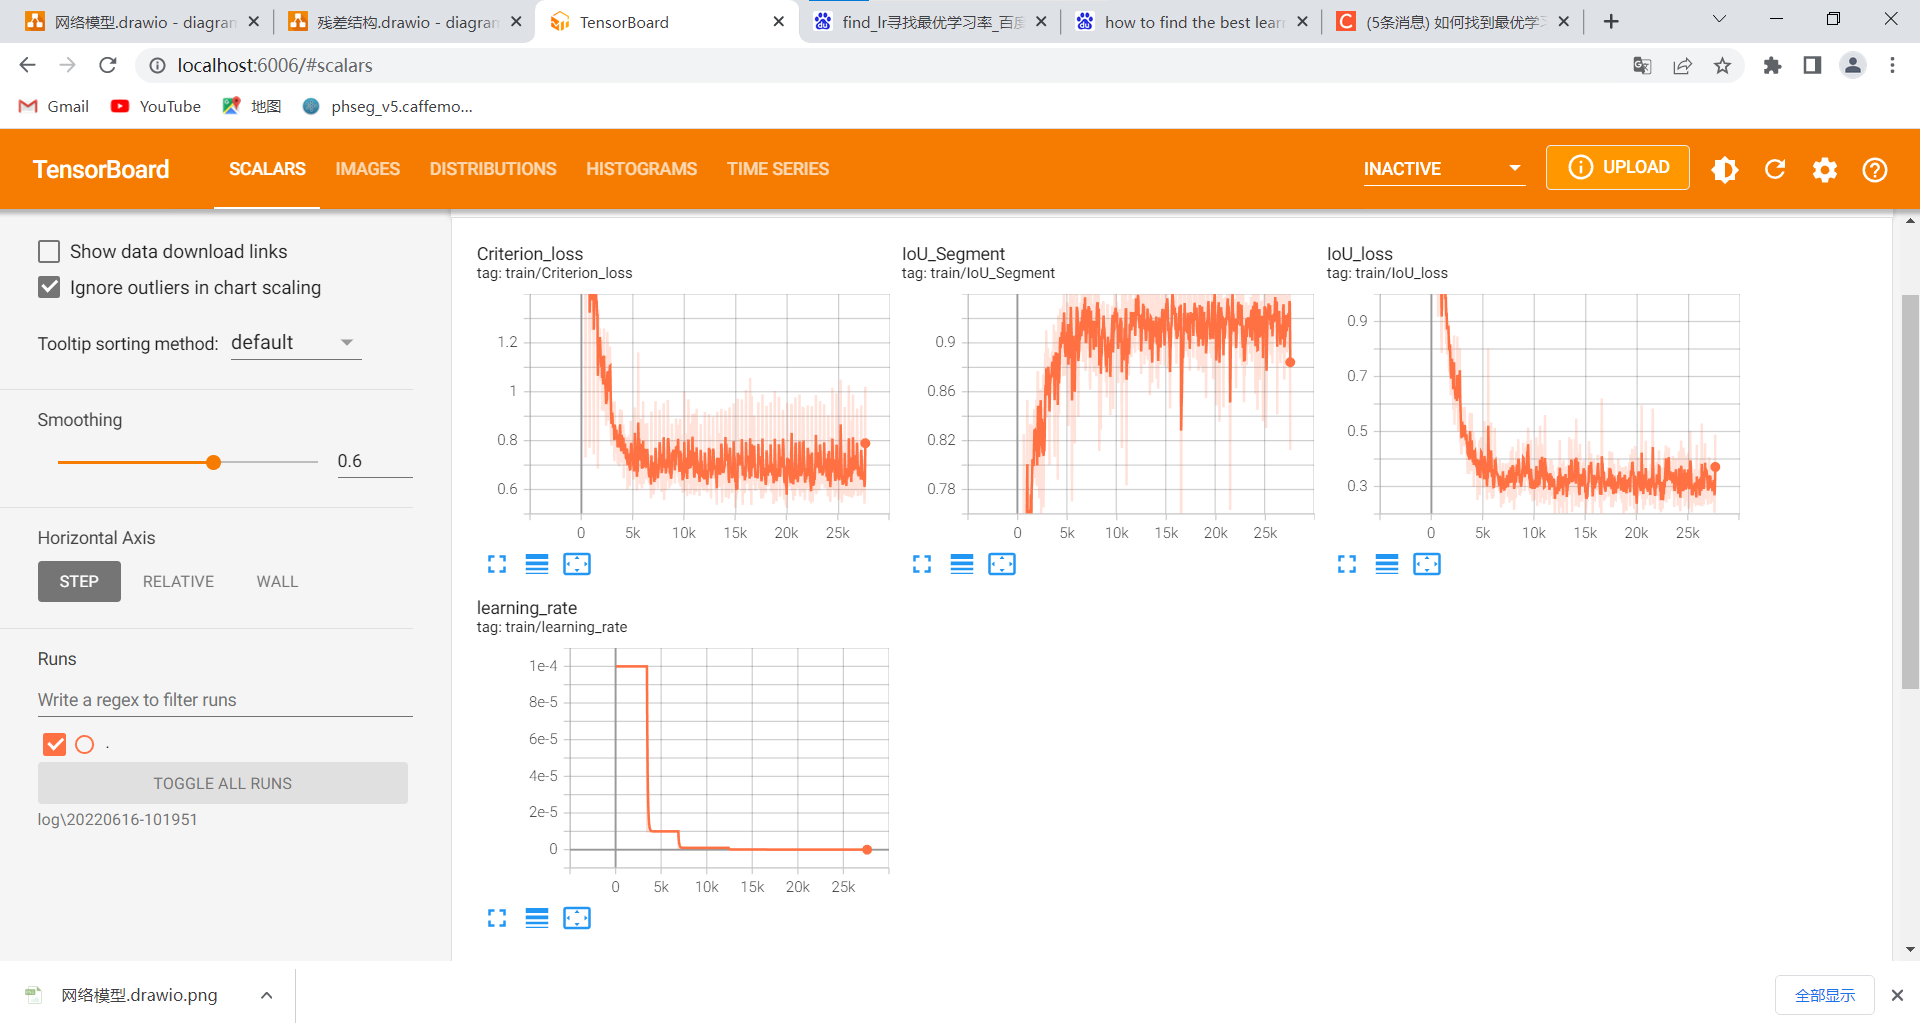 网络模型.drawio - diagran
残差结构.drawio - diagran
TensorBoard
find_lr寻找最优学习率_百度
how to find the best lear
(5条消息) 如何找到最优学
localhost:6006/#scalars
Gmail
YouTube
地图
phseg_v5.caffemo...
TensorBoard
SCALARS
IMAGES
DISTRIBUTIONS
HISTOGRAMS
TIME SERIES
INACTIVE
UPLOAD
Show data download links
Ignore outliers in chart scaling
Tooltip sorting method: default
Smoothing
0.6
Horizontal Axis
STEP
RELATIVE
WALL
Runs
Write a regex to filter runs
.
TOGGLE ALL RUNS
log\20220616-101951
Criterion_loss
tag: train/Criterion_loss
1.2
1
0.8
0.6
0 5k 10k 15k 20k 25k
IoU_Segment
tag: train/IoU_Segment
0.9
0.86
0.82
0.78
0 5k 10k 15k 20k 25k
IoU_loss
tag: train/IoU_loss
0.9
0.7
0.5
0.3
0 5k 10k 15k 20k 25k
learning_rate
tag: train/learning_rate
1e-4
8e-5
6e-5
4e-5
2e-5
0
0 5k 10k 15k 20k 25k
网络模型.drawio.png
全部显示